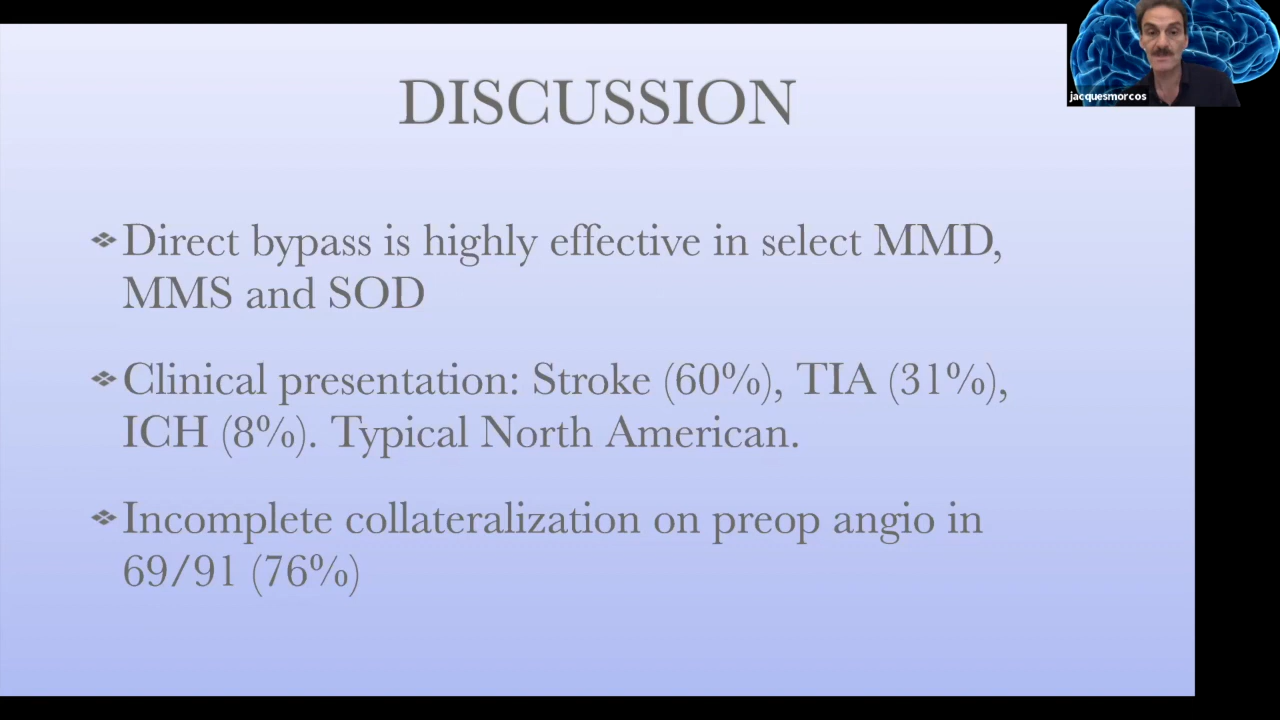 jacquesmorcos
DISCUSSION
Direct bypass is highly effective in select MMD,
MMS and SOD
Clinical presentation: Stroke (60%), TIA (31%),
ICH (8%). Typical North American.
Incomplete collateralization on preop angio in
69/91 (76%)